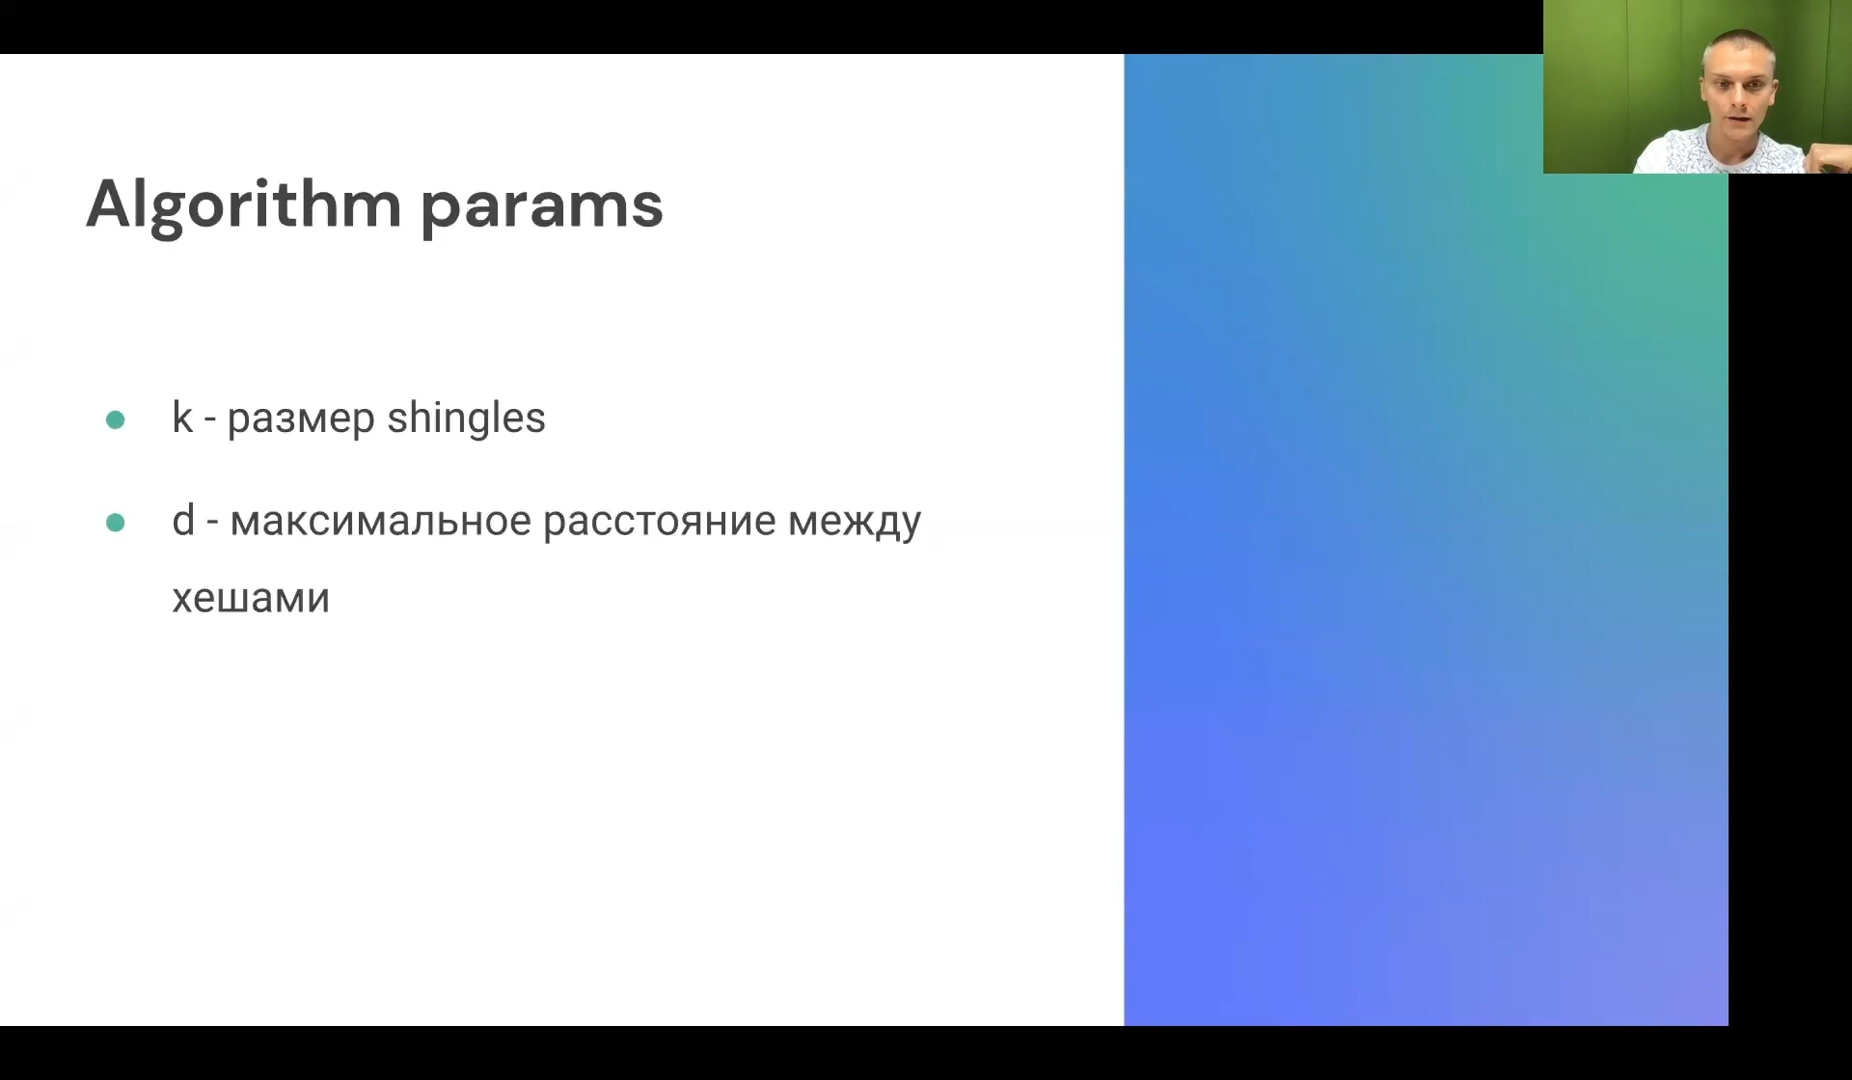 Algorithm params
k - размер shingles
d - максимальное расстояние между
хешами